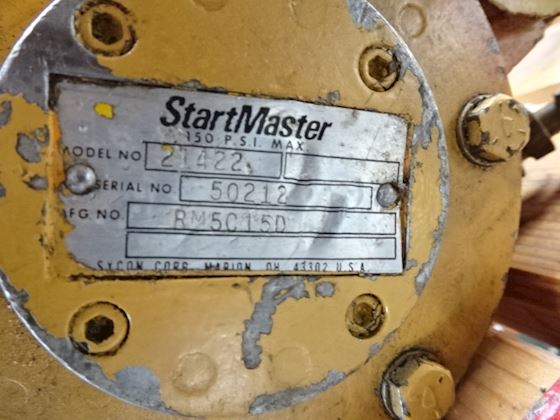 StartMaster
150 P.S.I. MAX
MODEL NO 21422
SERIAL NO 50212
MFG. NO. RM5C15D
SYCON CORP. MARION, OH. 43302 U.S.A.